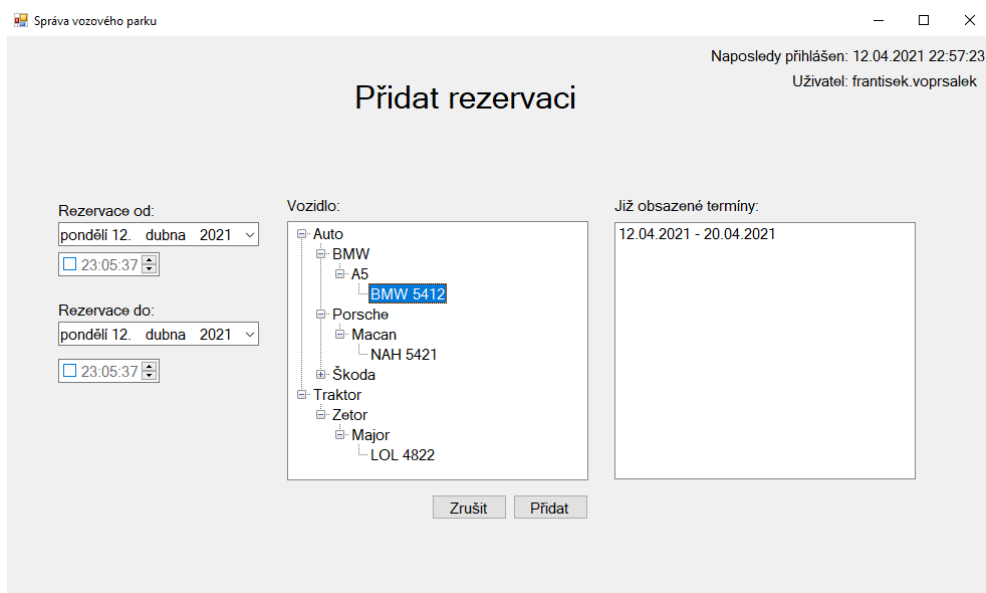 Správa vozového parku
Naposledy přihlášen: 12.04.2021 22:57:23
Uživatel: frantisek.voprsalek
Přidat rezervaci
Rezervace od:
pondělí 12. dubna 2021
23:05:37
Rezervace do:
pondělí 12. dubna 2021
23:05:37
Vozidlo:
Auto
BMW
A5
BMW 5412
Porsche
Macan
NAH 5421
Škoda
Traktor
Zetor
Major
LOL 4822
Zrušit
Přidat
Již obsazené termíny:
12.04.2021 - 20.04.2021